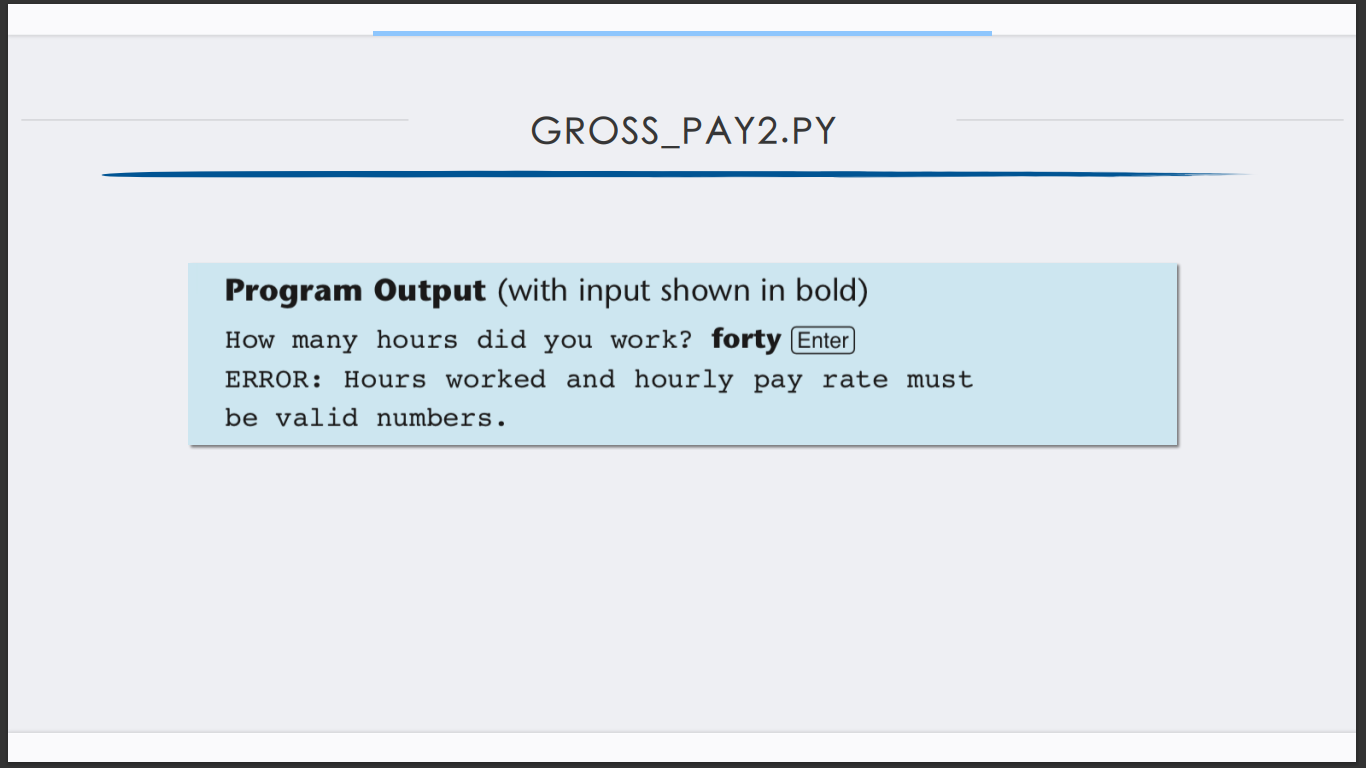 GROSS_PAY2.PY
Program Output (with input shown in bold)
How many hours did you work? forty Enter
ERROR: Hours worked and hourly pay rate must
be valid numbers.